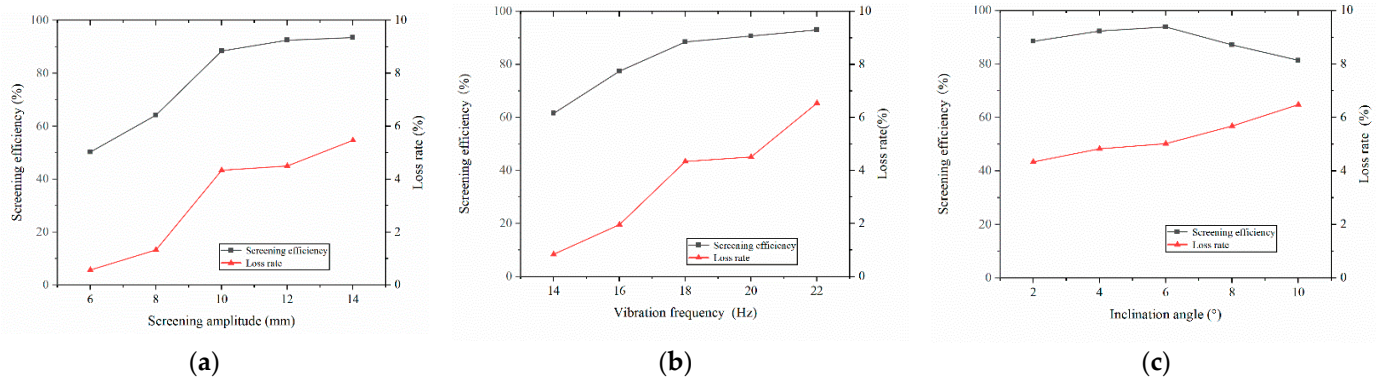 100
80
60
40
20
0
Screening efficiency (%)
10
8
6
4
2
0
Loss rate (%)
Screening efficiency
Loss rate
6 8 10 12 14
Screening amplitude (mm)
(a)
100
80
60
40
20
0
Screening efficiency (%)
10
8
6
4
2
0
Loss rate(%)
Screening efficiency
Loss rate
14 16 18 20 22
Vibration frequency (Hz)
(b)
100
80
60
40
20
0
Screening efficiency (%)
10
8
6
4
2
0
Loss rate (%)
Screening efficiency
Loss rate
2 4 6 8 10
Inclination angle (°)
(c)